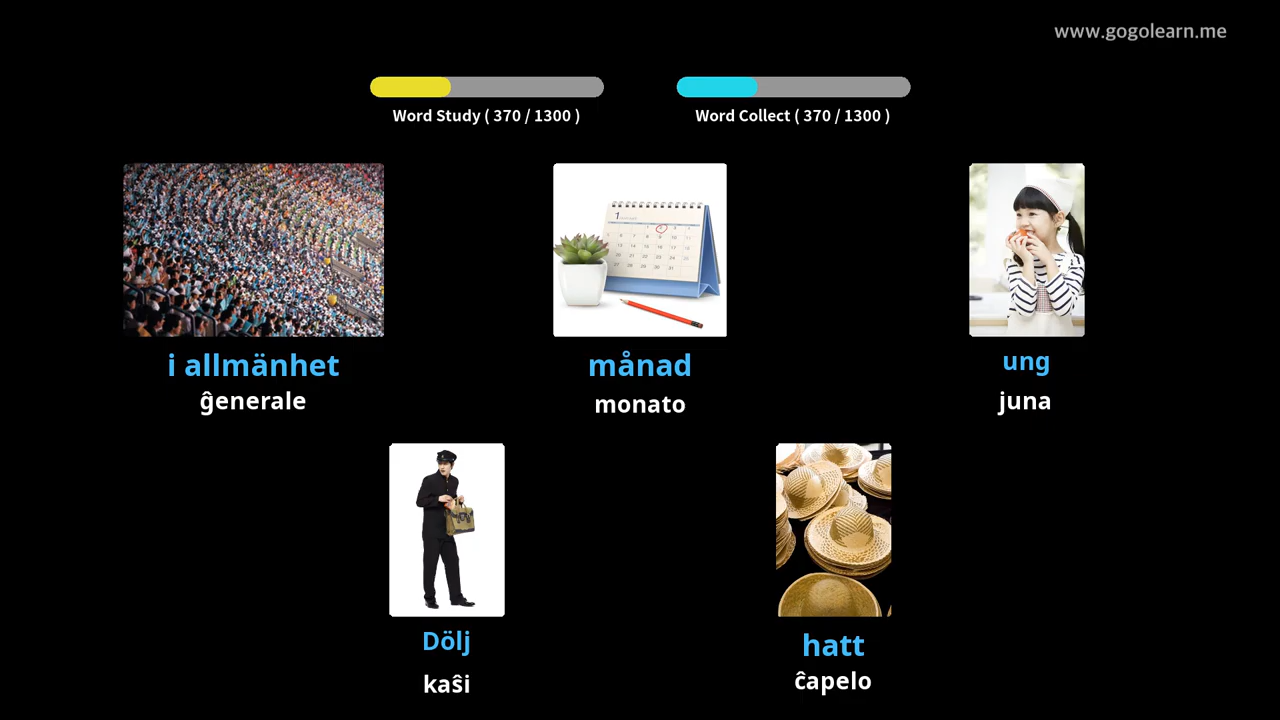 www.gogolearn.me
Word Study ( 370 / 1300 )
Word Collect ( 370 / 1300 )
i allmänhet
ĝenerale
månad
monato
ung
juna
Dölj
kaŝi
hatt
ĉapelo